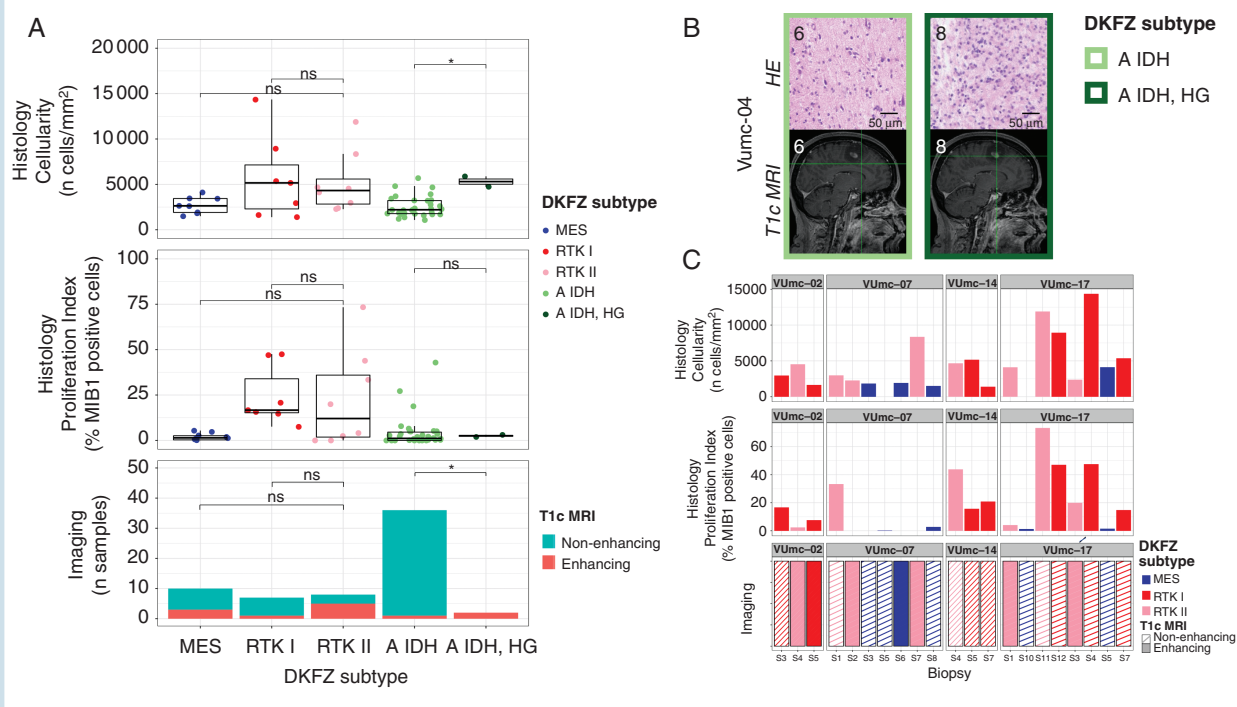 A
20 000
15 000
10 000
5000
0
Histology
Cellularity
(n cells/mm²)
ns
ns
*
100
50
25
0
Histology
Proliferation Index
(% MIB1 positive cells)
ns
ns
ns
50
40
30
20
10
0
Imaging
(n samples)
ns
ns
*
MES RTK I RTK II A IDH A IDH, HG
DKFZ subtype
DKFZ subtype
MES
RTK I
RTK II
A IDH
A IDH, HG
T1c MRI
Non-enhancing
Enhancing
B
Vumc-04
HE
T1c MRI
6
50 µm
8
50 µm
6
8
DKFZ subtype
A IDH
A IDH, HG
C
VUmc–02 VUmc–07 VUmc–14 VUmc–17
15000
10000
5000
0
Histology
Cellularity
(n cells/mm²)
VUmc–02 VUmc–07 VUmc–14 VUmc–17
60
40
20
0
Histology
Proliferation Index
(% MIB1 positive cells)
VUmc–02 VUmc–07 VUmc–14 VUmc–17
Imaging
S3 S4 S5 S1 S2 S3 S5 S6 S7 S8 S4 S5 S7 S1 S10 S11 S12 S3 S4 S5 S7
Biopsy
DKFZ
subtype
MES
RTK I
RTK II
T1c MRI
Non-enhancing
Enhancing